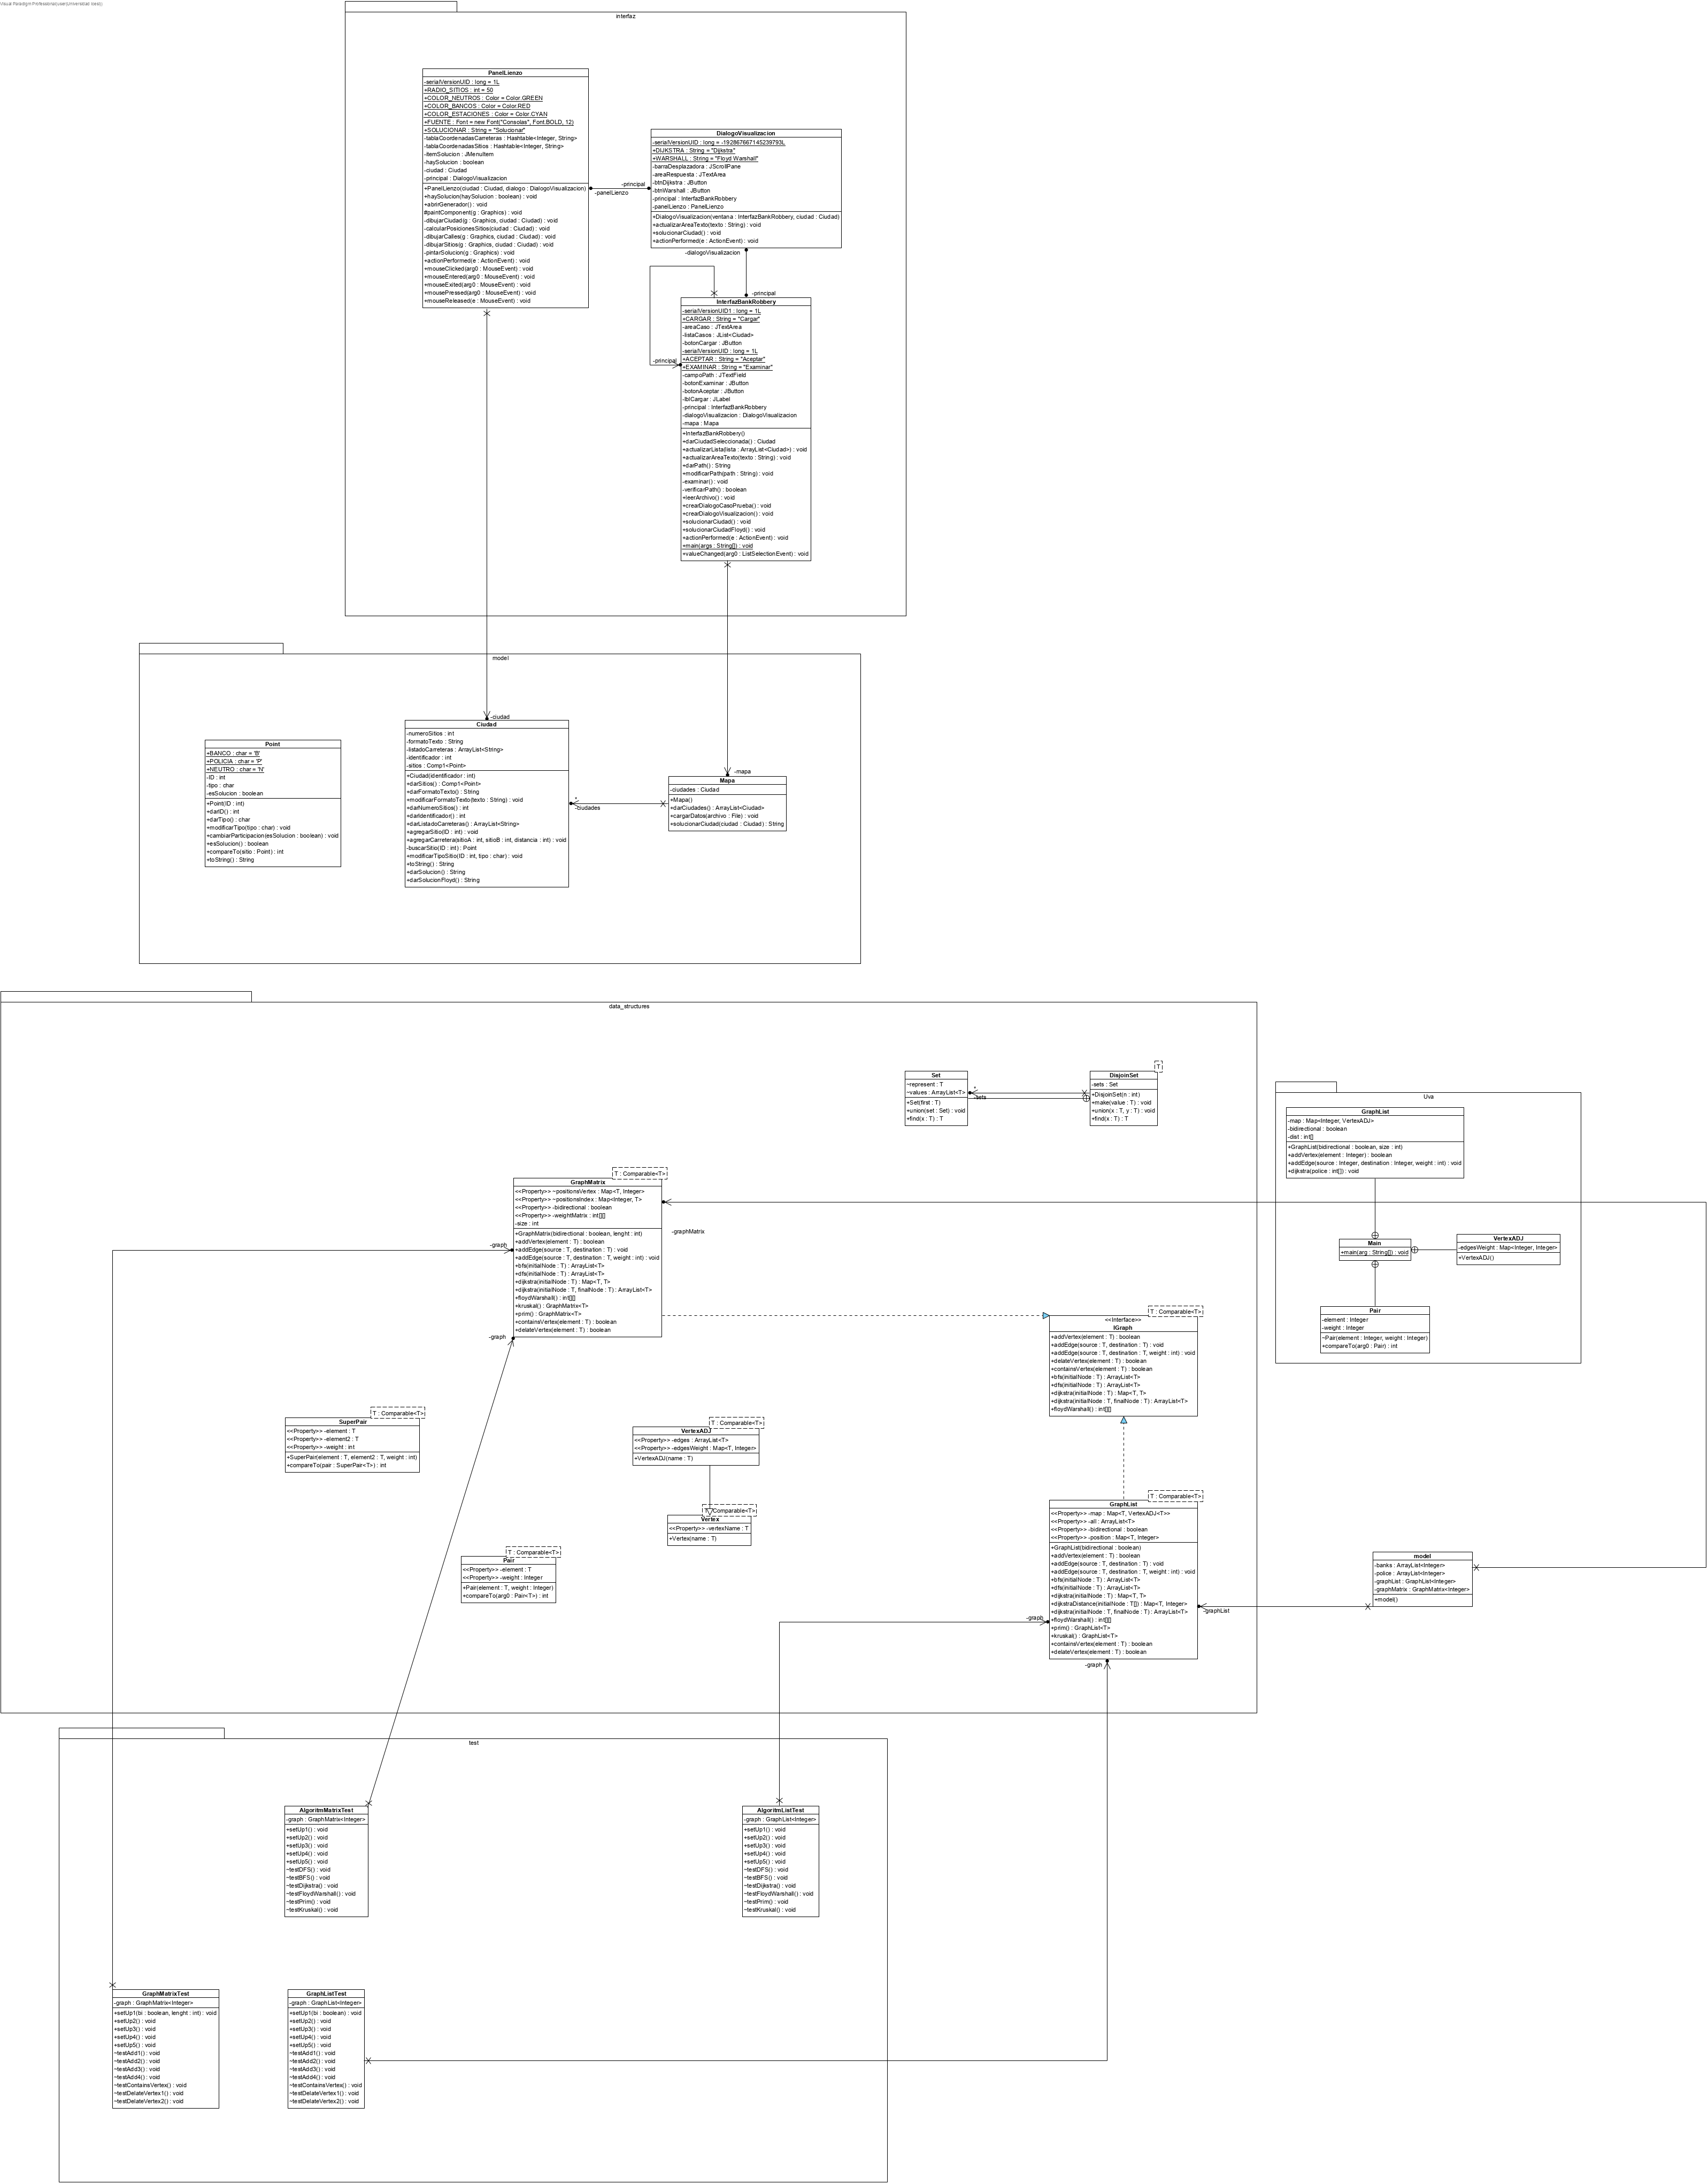 Visual Paradigm Professional(user(Universidad Icesi))
interfaz
PanelLienzo
-serialVersionUID : long = 1L
+RADIO_SITIOS : int = 50
+COLOR_NEUTROS : Color = Color.GREEN
+COLOR_BANCOS : Color = Color.RED
+COLOR_ESTACIONES : Color = Color.CYAN
+FUENTE : Font = new Font("Consolas", Font.BOLD, 12)
+SOLUCIONAR : String = "Solucionar"
-tablaCoordenadasCarreteras : Hashtable<Integer, String>
-tablaCoordenadasSitios : Hashtable<Integer, String>
-itemSolucion : JMenuItem
-haySolucion : boolean
-ciudad : Ciudad
-principal : DialogoVisualizacion
+PanelLienzo(ciudad : Ciudad, dialogo : DialogoVisualizacion)
+haySolucion(haySolucion : boolean) : void
+abrirGenerador() : void
#paintComponent(g : Graphics) : void
-dibujarCiudad(g : Graphics, ciudad : Ciudad) : void
-calcularPosicionesSitios(ciudad : Ciudad) : void
-dibujarCalles(g : Graphics, ciudad : Ciudad) : void
-dibujarSitios(g : Graphics, ciudad : Ciudad) : void
-pintarSolucion(g : Graphics) : void
+actionPerformed(e : ActionEvent) : void
+mouseClicked(arg0 : MouseEvent) : void
+mouseEntered(arg0 : MouseEvent) : void
+mouseExited(arg0 : MouseEvent) : void
+mousePressed(arg0 : MouseEvent) : void
+mouseReleased(e : MouseEvent) : void
-principal
-panelLienzo
DialogoVisualizacion
-serialVersionUID : long = -192867667145239793L
+DIJKSTRA : String = "Dijkstra"
+WARSHALL : String = "Floyd Warshall"
-barraDesplazadora : JScrollPane
-areaRespuesta : JTextArea
-btnDijkstra : JButton
-btnWarshall : JButton
-principal : InterfazBankRobbery
-panelLienzo : PanelLienzo
+DialogoVisualizacion(ventana : InterfazBankRobbery, ciudad : Ciudad)
+actualizarAreaTexto(texto : String) : void
+solucionarCiudad() : void
+actionPerformed(e : ActionEvent) : void
-dialogoVisualizacion
-principal
-principal
InterfazBankRobbery
-serialVersionUID1 : long = 1L
+CARGAR : String = "Cargar"
-areaCaso : JTextArea
-listaCasos : JList<Ciudad>
-botonCargar : JButton
-serialVersionUID : long = 1L
+ACEPTAR : String = "Aceptar"
+EXAMINAR : String = "Examinar"
-campoPath : JTextField
-botonExaminar : JButton
-botonAceptar : JButton
-lblCargar : JLabel
-principal : InterfazBankRobbery
-dialogoVisualizacion : DialogoVisualizacion
-mapa : Mapa
+InterfazBankRobbery()
+darCiudadSeleccionada() : Ciudad
+actualizarLista(lista : ArrayList<Ciudad>) : void
+actualizarAreaTexto(texto : String) : void
+darPath() : String
+modificarPath(path : String) : void
-examinar() : void
-verificarPath() : boolean
+leerArchivo() : void
+crearDialogoCasoPrueba() : void
+crearDialogoVisualizacion() : void
+solucionarCiudad() : void
+solucionarCiudadFloyd() : void
+actionPerformed(e : ActionEvent) : void
+main(args : String[]) : void
+valueChanged(arg0 : ListSelectionEvent) : void
model
-ciudad
-mapa
Point
+BANCO : char = 'B'
+POLICIA : char = 'P'
+NEUTRO : char = 'N'
-ID : int
-tipo : char
-esSolucion : boolean
+Point(ID : int)
+darID() : int
+darTipo() : char
+modificarTipo(tipo : char) : void
+cambiarParticipacion(esSolucion : boolean) : void
+esSolucion() : boolean
+compareTo(sitio : Point) : int
+toString() : String
Ciudad
-numeroSitios : int
-formatoTexto : String
-listadoCarreteras : ArrayList<String>
-identificador : int
-sitios : Comp1<Point>
+Ciudad(identificador : int)
+darSitios() : Comp1<Point>
+darFormatoTexto() : String
+modificarFormatoTexto(texto : String) : void
+darNumeroSitios() : int
+darIdentificador() : int
+darListadoCarreteras() : ArrayList<String>
+agregarSitio(ID : int) : void
+agregarCarretera(sitioA : int, sitioB : int, distancia : int) : void
-buscarSitio(ID : int) : Point
+modificarTipoSitio(ID : int, tipo : char) : void
+toString() : String
+darSolucion() : String
+darSolucionFloyd() : String
*
-ciudades
Mapa
-ciudades : Ciudad
+Mapa()
+darCiudades() : ArrayList<Ciudad>
+cargarDatos(archivo : File) : void
+solucionarCiudad(ciudad : Ciudad) : String
data_structures
Set
~represent : T
~values : ArrayList<T>
+Set(first : T)
+union(set : Set) : void
+find(x : T) : T
*
-sets
T
DisjoinSet
-sets : Set
+DisjoinSet(n : int)
+make(value : T) : void
+union(x : T, y : T) : void
+find(x : T) : T
Uva
GraphList
-map : Map<Integer, VertexADJ>
-bidirectional : boolean
-dist : int[]
+GraphList(bidirectional : boolean, size : int)
+addVertex(element : Integer) : boolean
+addEdge(source : Integer, destination : Integer, weight : int) : void
+dijkstra(police : int[]) : void
Main
+main(arg : String[]) : void
VertexADJ
-edgesWeight : Map<Integer, Integer>
+VertexADJ()
Pair
-element : Integer
-weight : Integer
~Pair(element : Integer, weight : Integer)
+compareTo(arg0 : Pair) : int
T : Comparable<T>
GraphMatrix
<<Property>> ~positionsVertex : Map<T, Integer>
<<Property>> ~positionsIndex : Map<Integer, T>
<<Property>> -bidirectional : boolean
<<Property>> -weightMatrix : int[][]
-size : int
+GraphMatrix(bidirectional : boolean, lenght : int)
+addVertex(element : T) : boolean
+addEdge(source : T, destination : T) : void
+addEdge(source : T, destination : T, weight : int) : void
+bfs(initialNode : T) : ArrayList<T>
+dfs(initialNode : T) : ArrayList<T>
+dijkstra(initialNode : T) : Map<T, T>
+dijkstra(initialNode : T, finalNode : T) : ArrayList<T>
+floydWarshall() : int[][]
+kruskal() : GraphMatrix<T>
+prim() : GraphMatrix<T>
+containsVertex(element : T) : boolean
+delateVertex(element : T) : boolean
-graphMatrix
-graph
-graph
T : Comparable<T>
<<Interface>>
IGraph
+addVertex(element : T) : boolean
+addEdge(source : T, destination : T) : void
+addEdge(source : T, destination : T, weight : int) : void
+delateVertex(element : T) : boolean
+containsVertex(element : T) : boolean
+bfs(initialNode : T) : ArrayList<T>
+dfs(initialNode : T) : ArrayList<T>
+dijkstra(initialNode : T) : Map<T, T>
+dijkstra(initialNode : T, finalNode : T) : ArrayList<T>
+floydWarshall() : int[][]
T : Comparable<T>
SuperPair
<<Property>> -element : T
<<Property>> -element2 : T
<<Property>> -weight : int
+SuperPair(element : T, element2 : T, weight : int)
+compareTo(pair : SuperPair<T>) : int
T : Comparable<T>
VertexADJ
<<Property>> -edges : ArrayList<T>
<<Property>> -edgesWeight : Map<T, Integer>
+VertexADJ(name : T)
T : Comparable<T>
Vertex
<<Property>> -vertexName : T
+Vertex(name : T)
T : Comparable<T>
Pair
<<Property>> -element : T
<<Property>> -weight : Integer
+Pair(element : T, weight : Integer)
+compareTo(arg0 : Pair<T>) : int
T : Comparable<T>
GraphList
<<Property>> -map : Map<T, VertexADJ<T>>
<<Property>> -all : ArrayList<T>
<<Property>> -bidirectional : boolean
<<Property>> -position : Map<T, Integer>
+GraphList(bidirectional : boolean)
+addVertex(element : T) : boolean
+addEdge(source : T, destination : T) : void
+addEdge(source : T, destination : T, weight : int) : void
+bfs(initialNode : T) : ArrayList<T>
+dfs(initialNode : T) : ArrayList<T>
+dijkstra(initialNode : T) : Map<T, T>
+dijkstraDistance(initialNode : T[]) : Map<T, Integer>
+dijkstra(initialNode : T, finalNode : T) : ArrayList<T>
+floydWarshall() : int[][]
+prim() : GraphList<T>
+kruskal() : GraphList<T>
+containsVertex(element : T) : boolean
+delateVertex(element : T) : boolean
-graph
-graph
-graphList
model
-banks : ArrayList<Integer>
-police : ArrayList<Integer>
-graphList : GraphList<Integer>
-graphMatrix : GraphMatrix<Integer>
+model()
test
AlgoritmMatrixTest
-graph : GraphMatrix<Integer>
+setUp1() : void
+setUp2() : void
+setUp3() : void
+setUp4() : void
+setUp5() : void
~testDFS() : void
~testBFS() : void
~testDijkstra() : void
~testFloydWarshall() : void
~testPrim() : void
~testKruskal() : void
AlgoritmListTest
-graph : GraphList<Integer>
+setUp1() : void
+setUp2() : void
+setUp3() : void
+setUp4() : void
+setUp5() : void
~testDFS() : void
~testBFS() : void
~testDijkstra() : void
~testFloydWarshall() : void
~testPrim() : void
~testKruskal() : void
GraphMatrixTest
-graph : GraphMatrix<Integer>
+setUp1(bi : boolean, lenght : int) : void
+setUp2() : void
+setUp3() : void
+setUp4() : void
+setUp5() : void
~testAdd1() : void
~testAdd2() : void
~testAdd3() : void
~testAdd4() : void
~testContainsVertex() : void
~testDelateVertex1() : void
~testDelateVertex2() : void
GraphListTest
-graph : GraphList<Integer>
+setUp1(bi : boolean) : void
+setUp2() : void
+setUp3() : void
+setUp4() : void
+setUp5() : void
~testAdd1() : void
~testAdd2() : void
~testAdd3() : void
~testAdd4() : void
~testContainsVertex() : void
~testDelateVertex1() : void
~testDelateVertex2() : void